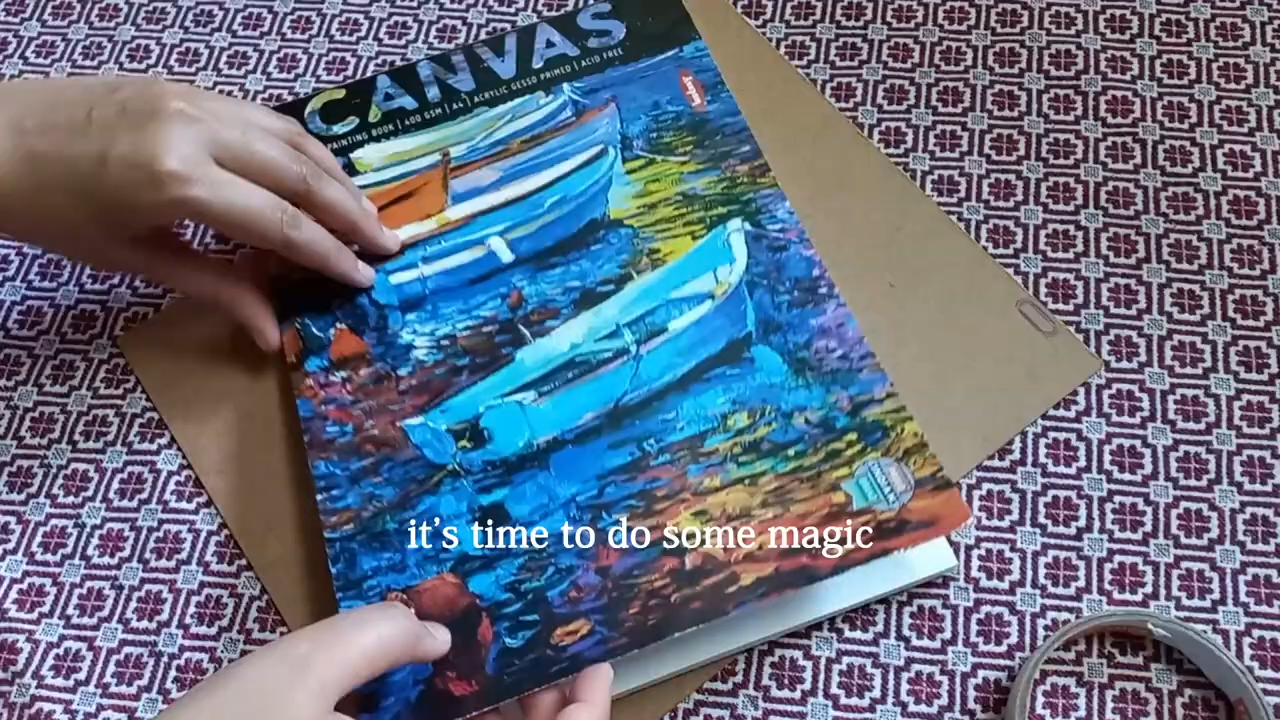 CANVAS
PAINTING BOOK | 400 GSM | A4 | ACRYLIC GESSO PRIMED | ACID FREE
it's time to do some magic